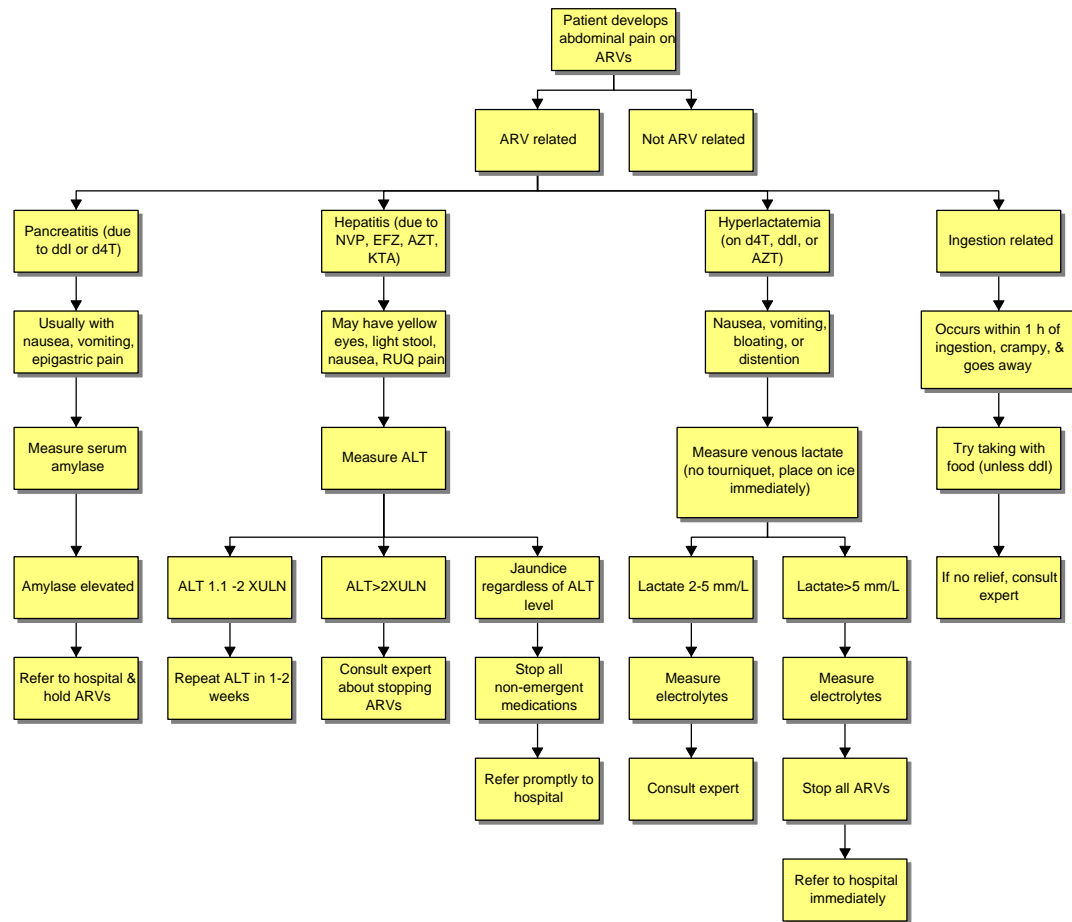 Patient develops
abdominal pain on
ARVs
ARV related
Not ARV related
Pancreatitis (due
to ddI or d4T)
Hepatitis (due to
NVP, EFZ, AZT,
KTA)
Hyperlactatemia
(on d4T, ddI, or
AZT)
Ingestion related
Usually with
nausea, vomiting,
epigastric pain
May have yellow
eyes, light stool,
nausea, RUQ pain
Nausea, vomiting,
bloating, or
distention
Occurs within 1 h of
ingestion, crampy, &
goes away
Measure serum
amylase
Measure ALT
Measure venous lactate
(no tourniquet, place on ice
immediately)
Try taking with
food (unless ddI)
Amylase elevated
ALT 1.1 -2 XULN
ALT>2XULN
Jaundice
regardless of ALT
level
Lactate 2-5 mm/L
Lactate>5 mm/L
If no relief, consult
expert
Refer to hospital &
hold ARVs
Repeat ALT in 1-2
weeks
Consult expert
about stopping
ARVs
Stop all
non-emergent
medications
Measure
electrolytes
Measure
electrolytes
Refer promptly to
hospital
Consult expert
Stop all ARVs
Refer to hospital
immediately